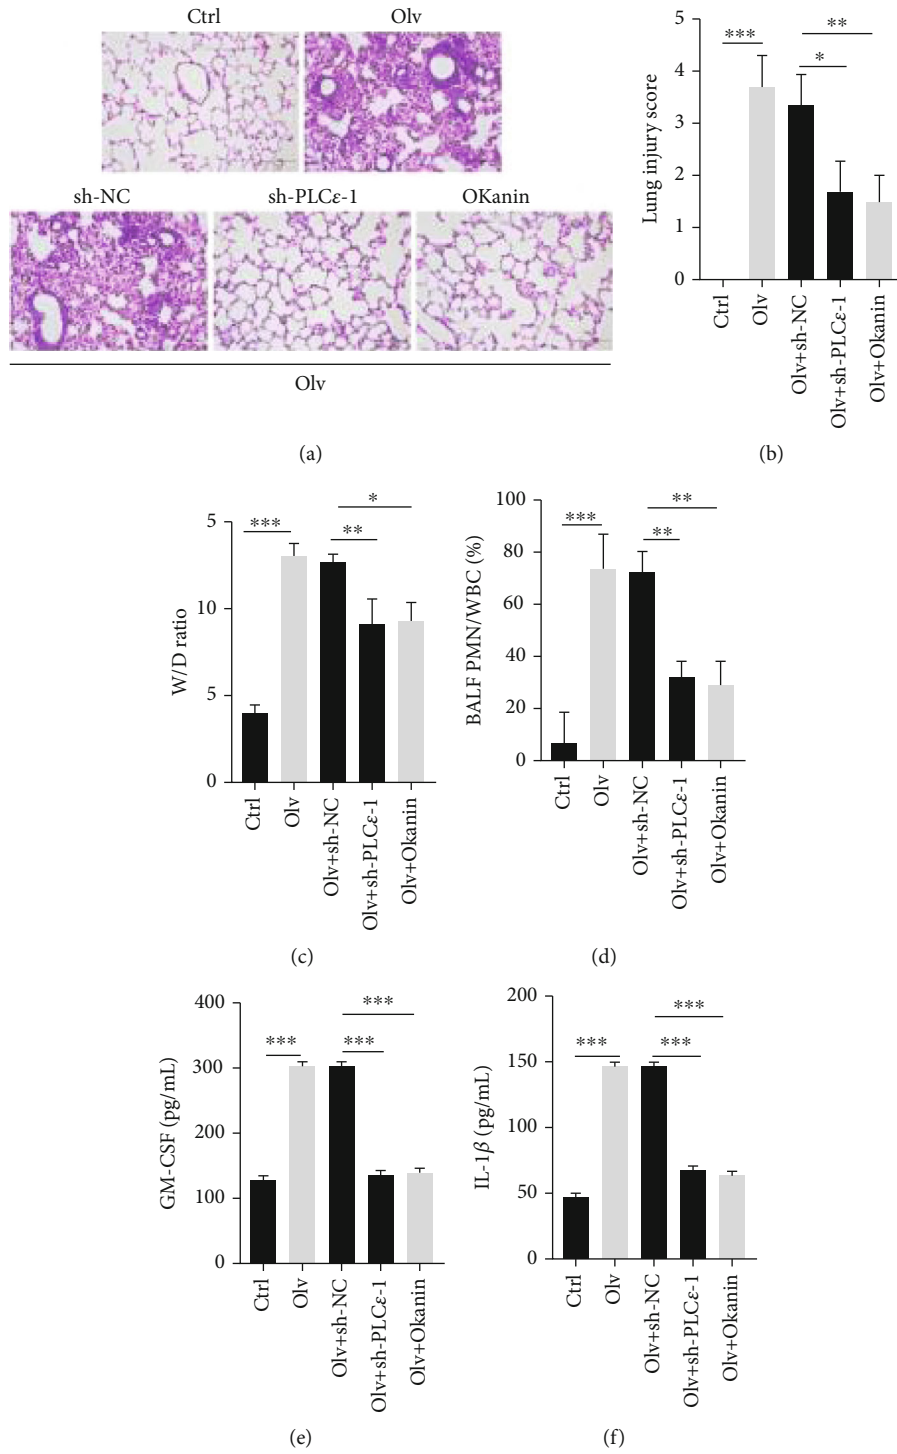 Ctrl
Olv
sh-NC
sh-PLCε-1
OKanin
Olv
(a)
Lung injury score
5
4
3
2
1
0
***
**
*
Ctrl
Olv
Olv+sh-NC
Olv+sh-PLCε-1
Olv+Okanin
(b)
W/D ratio
5
10
5
0
***
*
**
Ctrl
Olv
Olv+sh-NC
Olv+sh-PLCε-1
Olv+Okanin
(c)
BALF PMN/WBC (%)
100
80
60
40
20
0
***
**
**
Ctrl
Olv
Olv+sh-NC
Olv+sh-PLCε-1
Olv+Okanin
(d)
GM-CSF (pg/mL)
400
300
200
100
0
***
***
***
Ctrl
Olv
Olv+sh-NC
Olv+sh-PLCε-1
Olv+Okanin
(e)
IL-1β (pg/mL)
200
150
100
50
0
***
***
***
Ctrl
Olv
Olv+sh-NC
Olv+sh-PLCε-1
Olv+Okanin
(f)